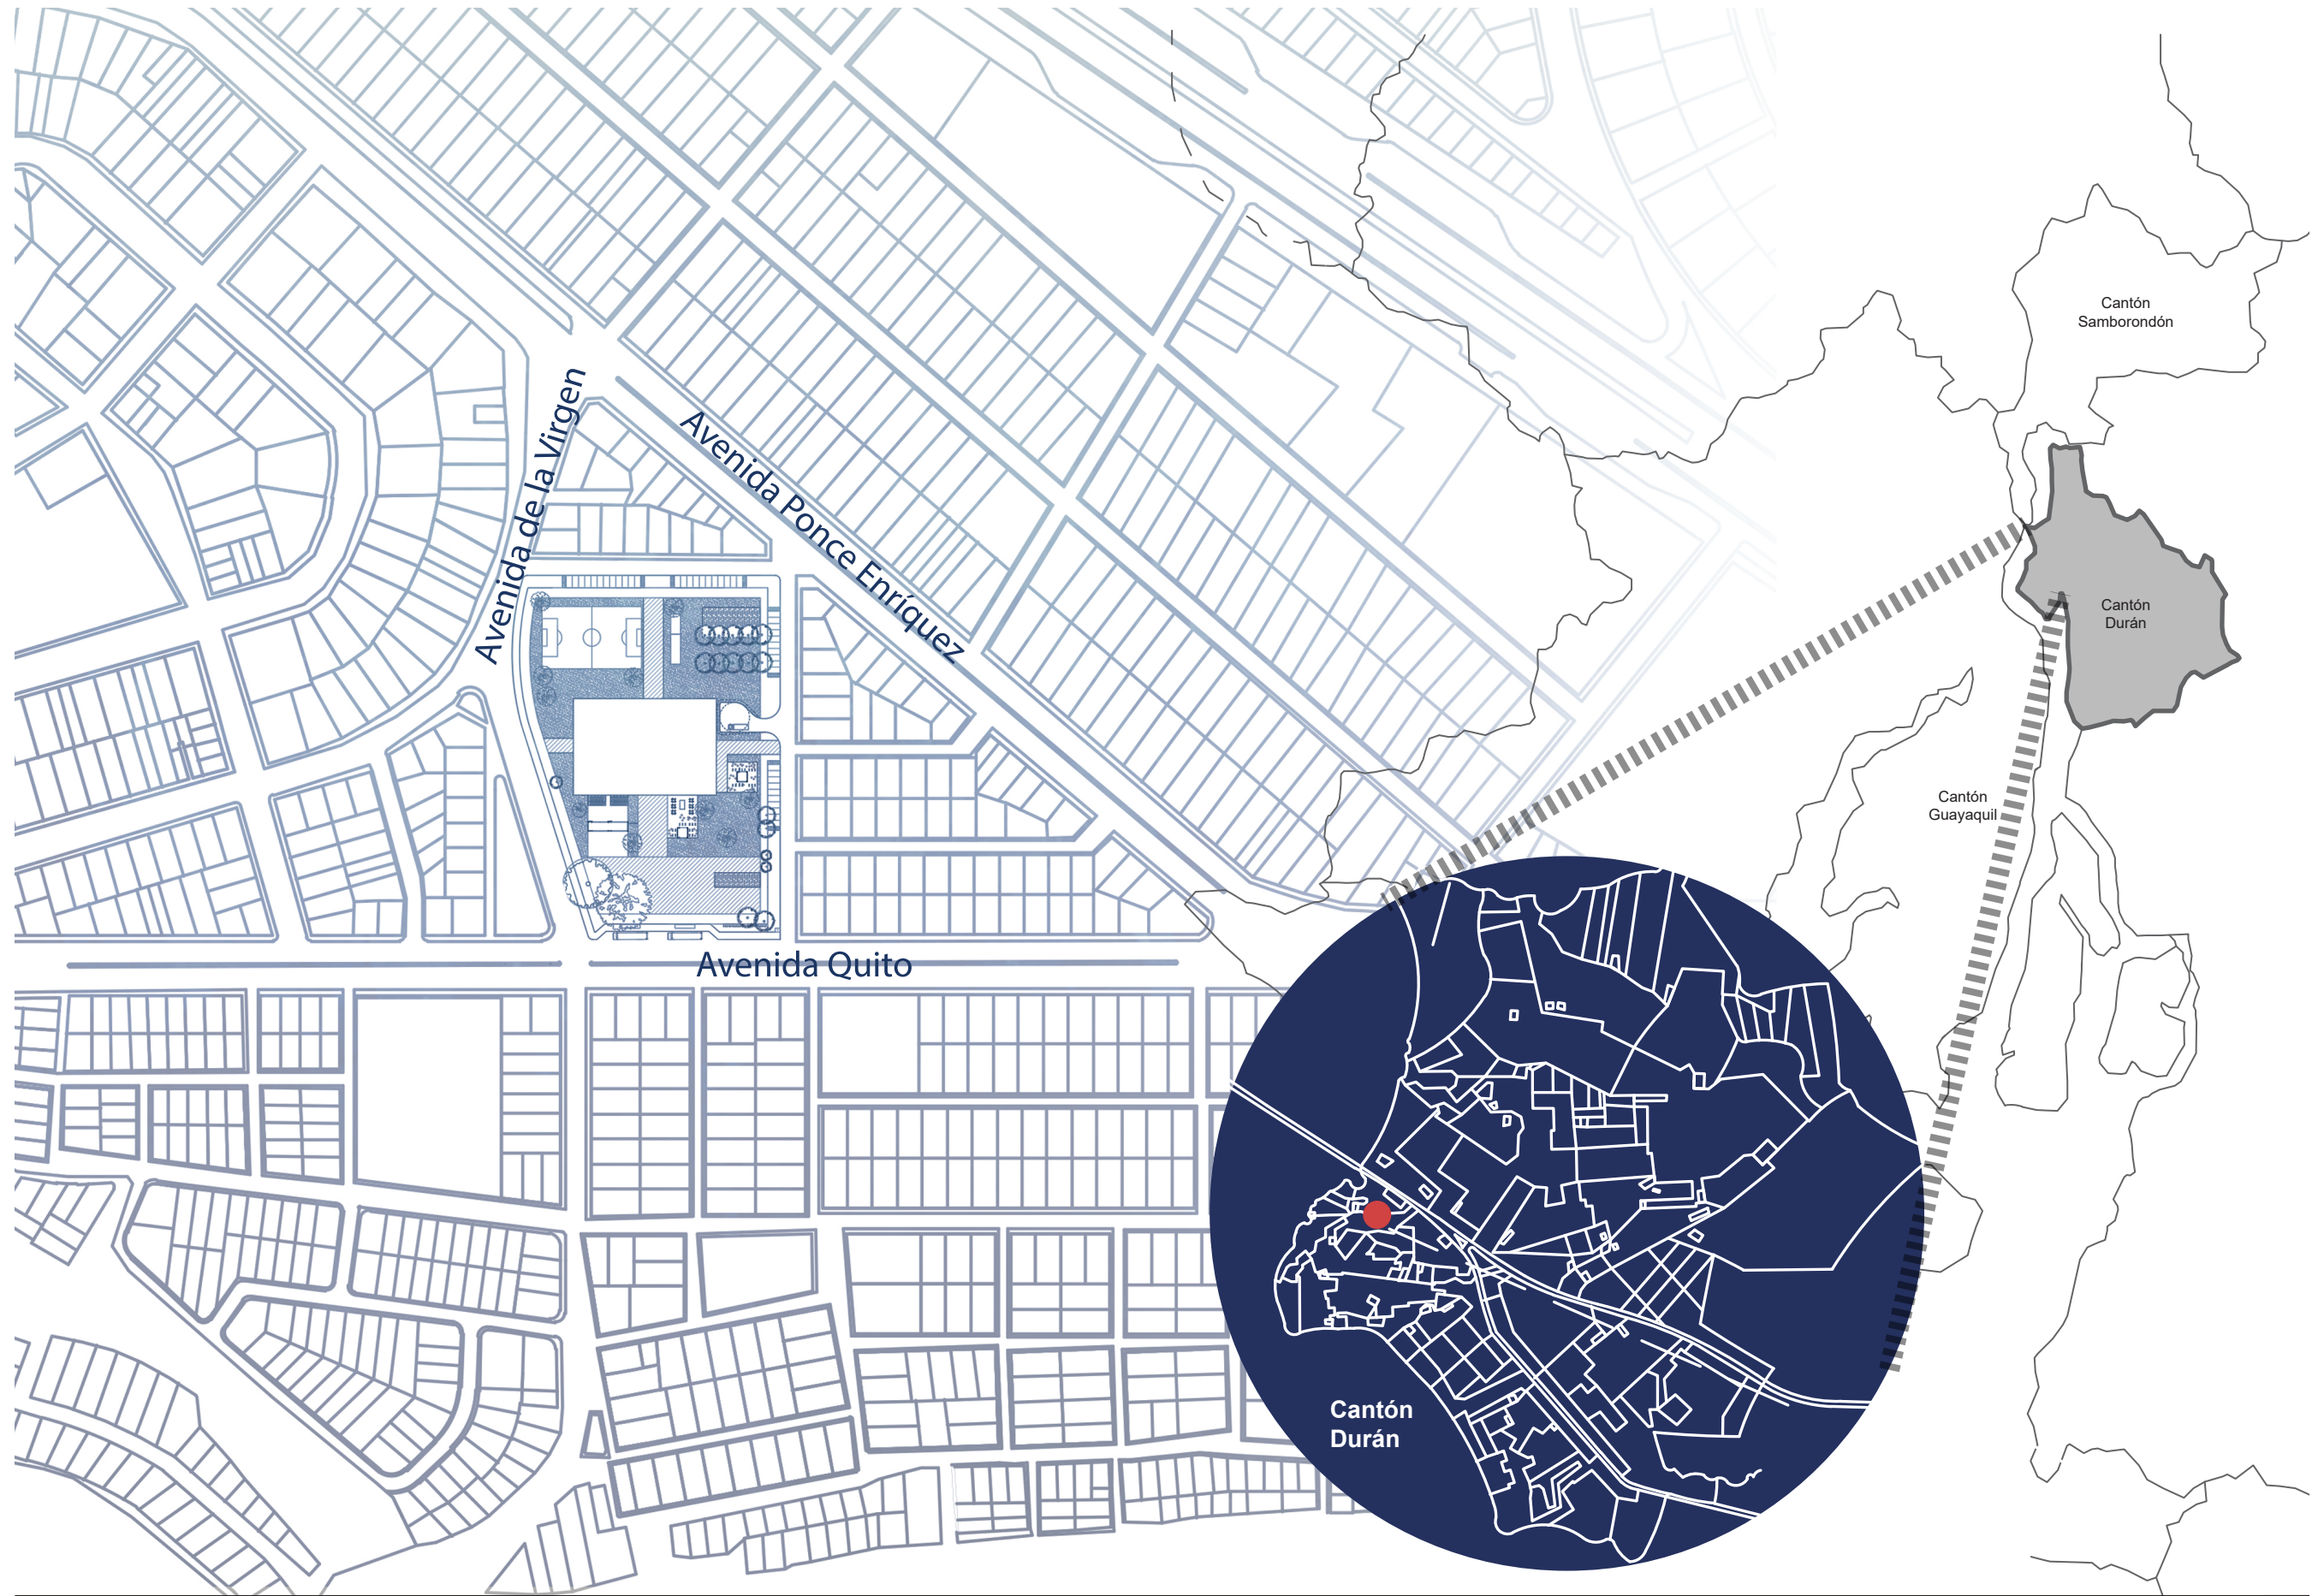 Avenida de la Virgen
Avenida Ponce Enríquez
Avenida Quito
Cantón
Samborondón
Cantón
Durán
Cantón
Guayaquil
Cantón
Durán